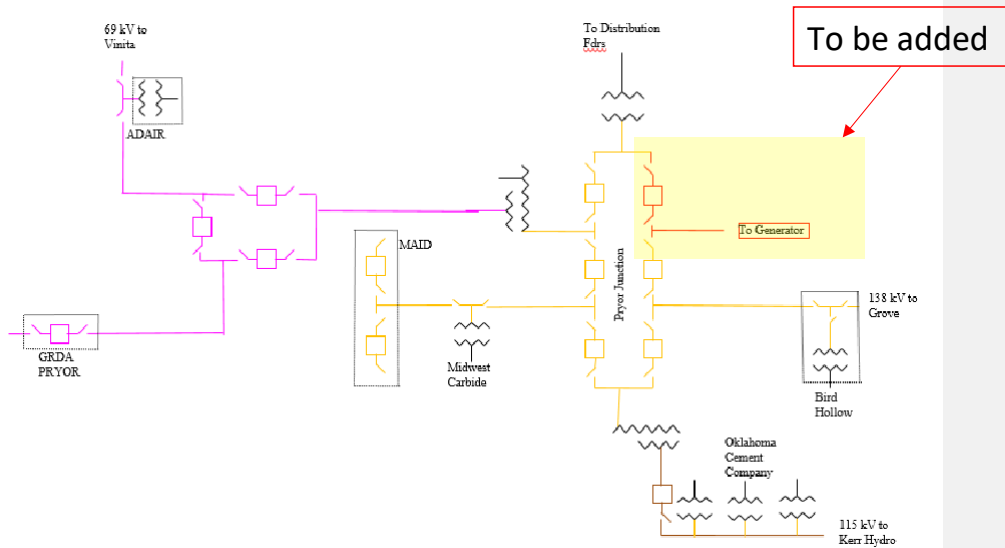 69 kV to
Vinita
To Distribution
Fdrs
To be added
ADAIR
MAID
To Generator
Pryor Junction
138 kV to
Grove
GRDA
PRYOR
Midwest
Carbide
Bird
Hollow
Oklahoma
Cement
Company
115 kV to
Kerr Hydro